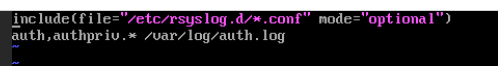 include(file="/etc/rsyslog.d/*.conf" mode="optional")
auth,authpriv.* /var/log/auth.log
~
~